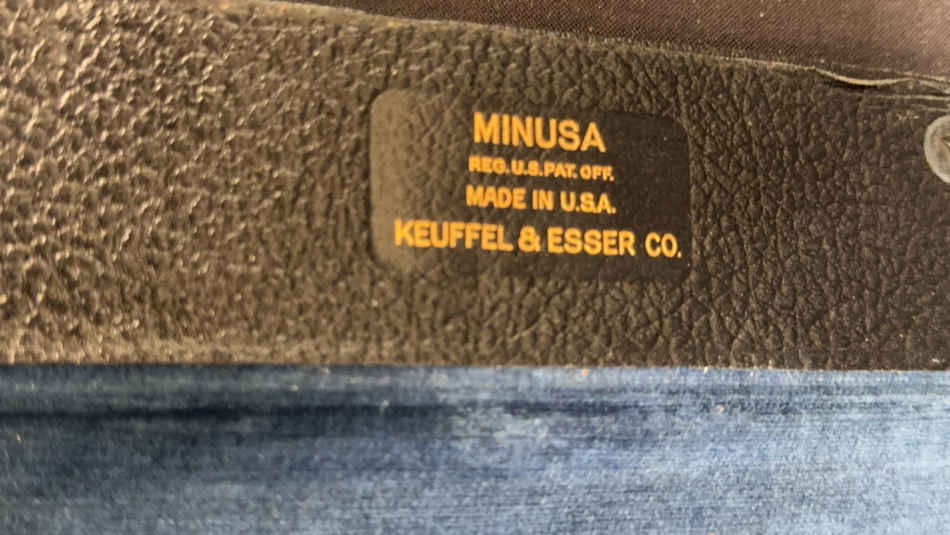 MINUSA
REG. U.S. PAT. OFF.
MADE IN U.S.A.
KEUFFEL & ESSER CO.